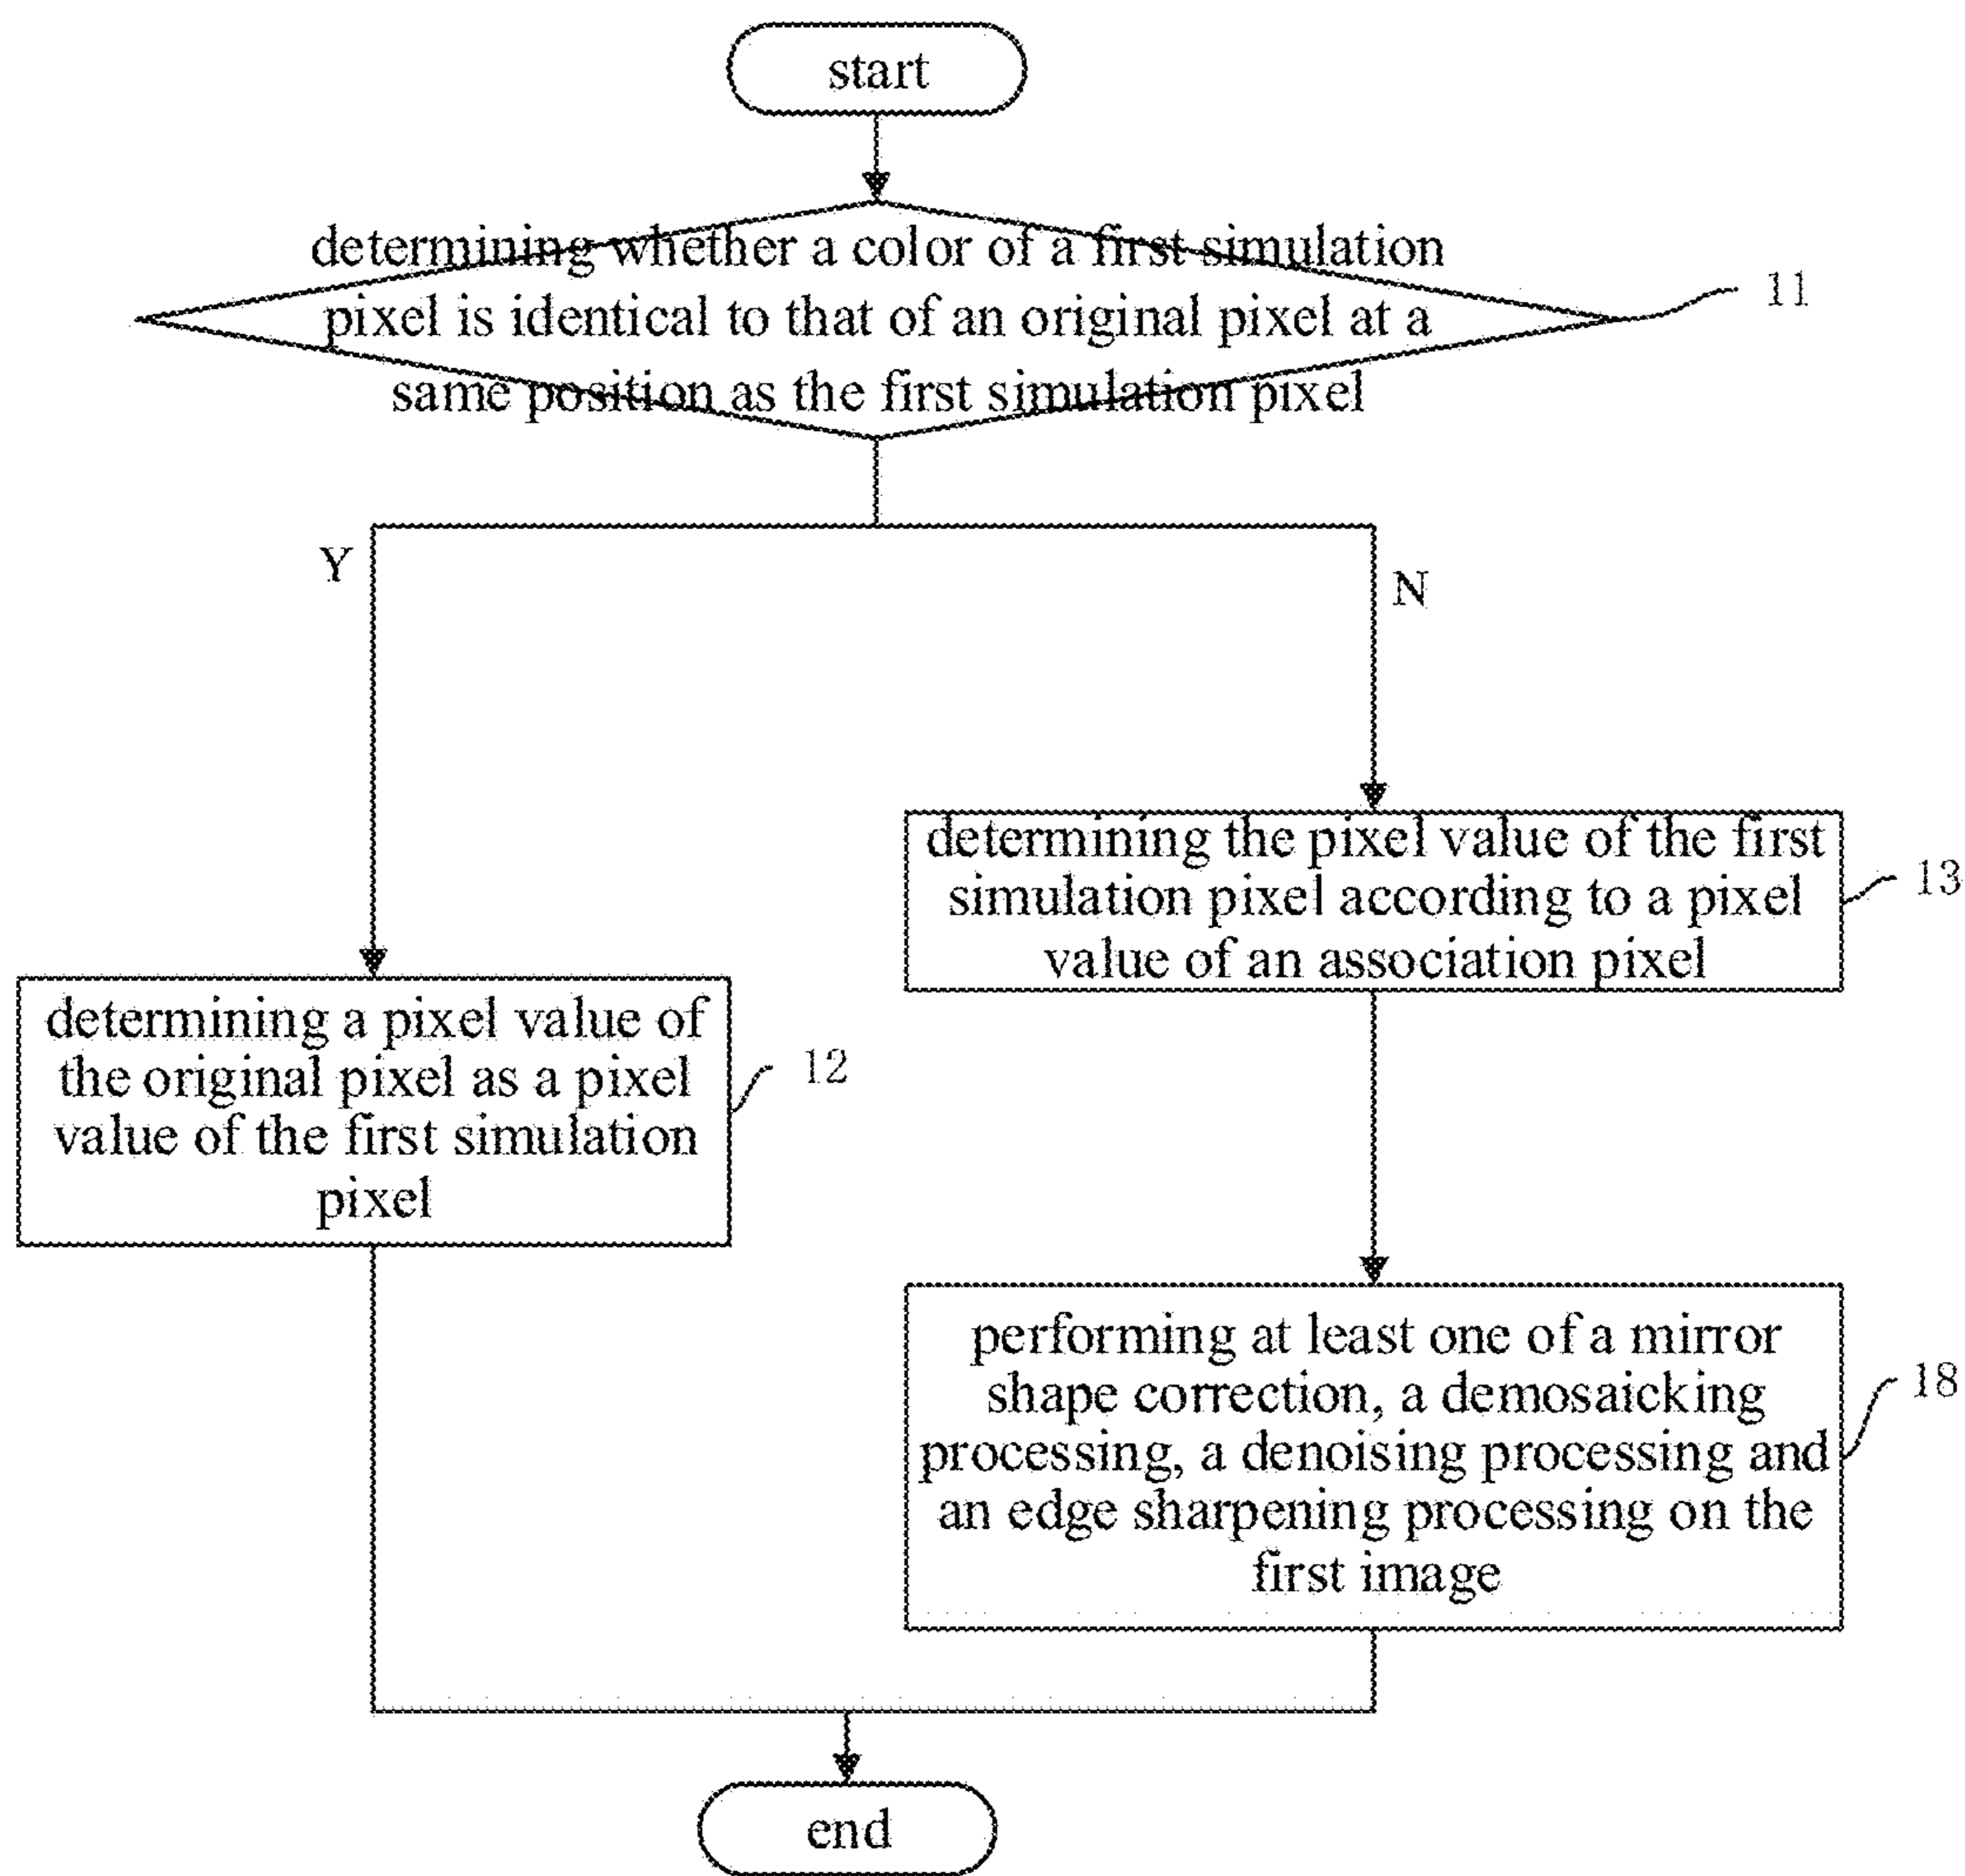 start
determining whether a color of a first simulation
pixel is identical to that of an original pixel at a
same position as the first simulation pixel
11
Y
N
determining the pixel value of the first
simulation pixel according to a pixel
value of an association pixel
13
determining a pixel value of
the original pixel as a pixel
value of the first simulation
pixel
12
performing at least one of a mirror
shape correction, a demosaicking
processing, a denoising processing and
an edge sharpening processing on the
first image
18
end